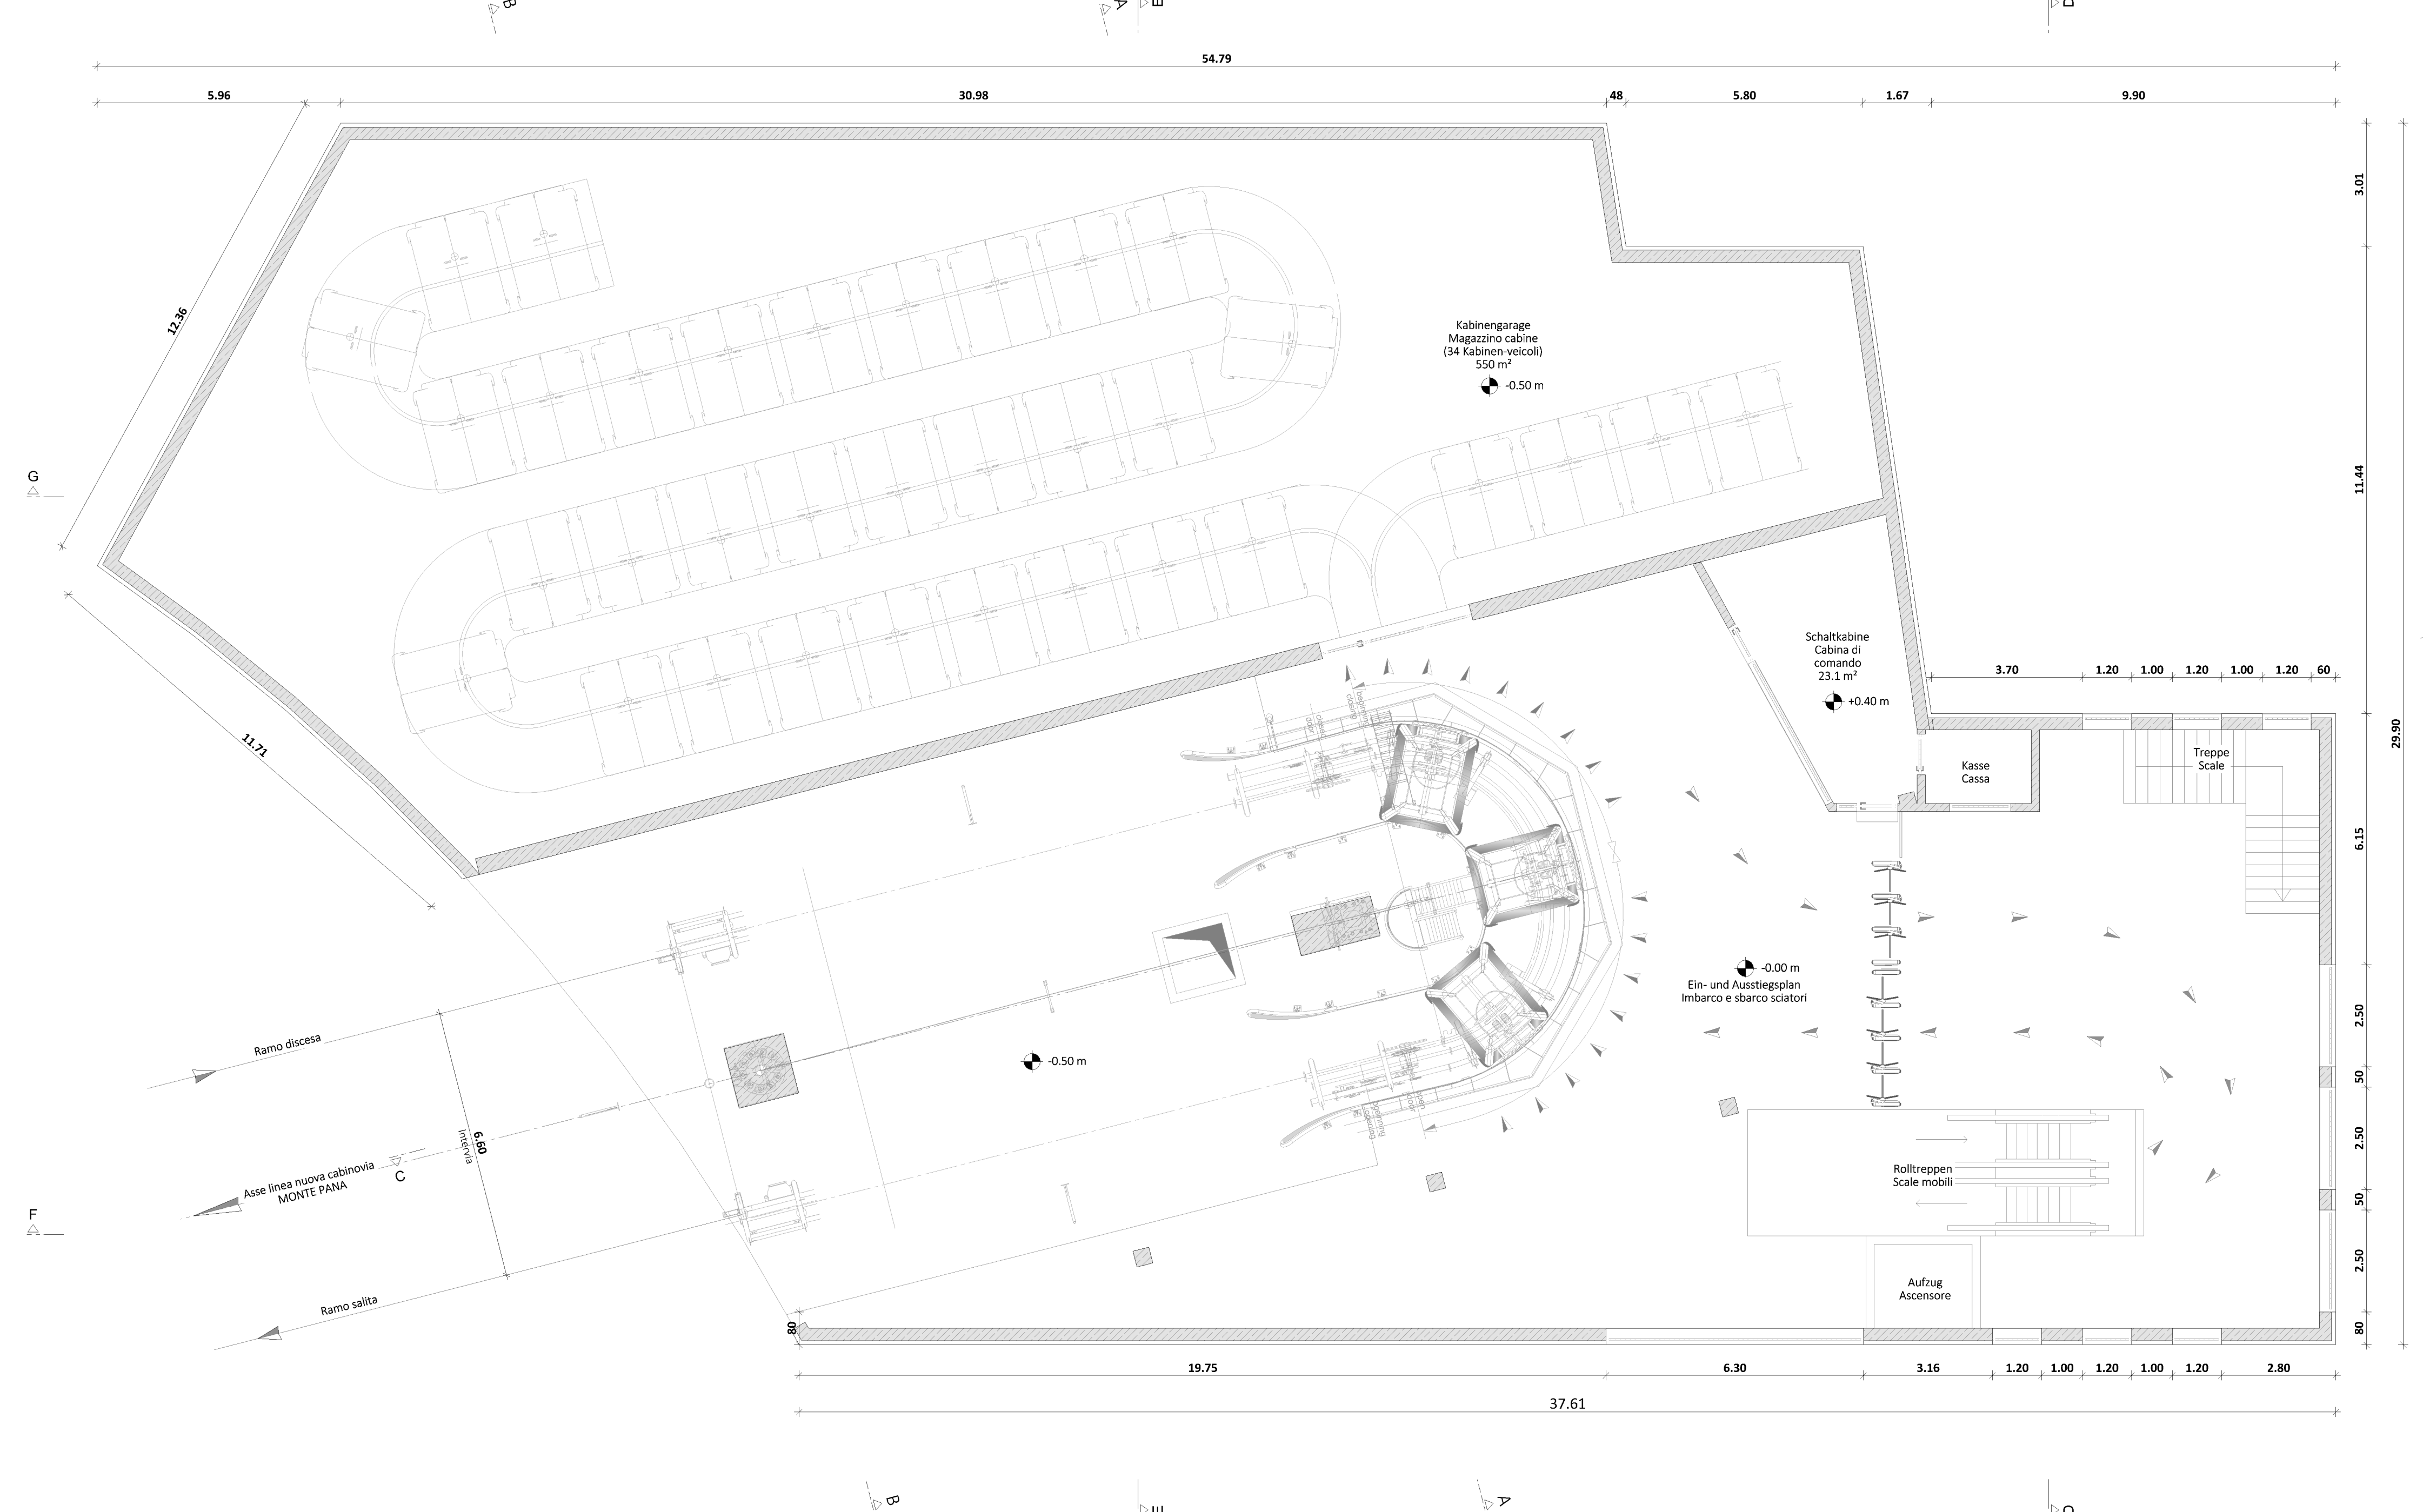 B
A
E
D
54.79
5.96
30.98
48
5.80
1.67
9.90
3.01
12.36
Kabinengarage
Magazzino cabine
(34 Kabinen-veicoli)
550 m²
-0.50 m
G
11.44
Schaltkabine
Cabina di
comando
23.1 m²
+0.40 m
3.70
1.20
1.00
1.20
1.00
1.20
60
29.90
11.71
closed
door
beginning
closing
Kasse
Cassa
Treppe
Scale
6.15
-0.00 m
Ein- und Ausstiegsplan
Imbarco e sbarco sciatori
2.50
Ramo discesa
-0.50 m
50
6.60
Intervia
Asse linea nuova cabinovia
MONTE PANA
C
2.50
Rolltreppen
Scale mobili
50
F
2.50
Aufzug
Ascensore
Ramo salita
80
80
19.75
6.30
3.16
1.20
1.00
1.20
1.00
1.20
2.80
37.61
B
E
A